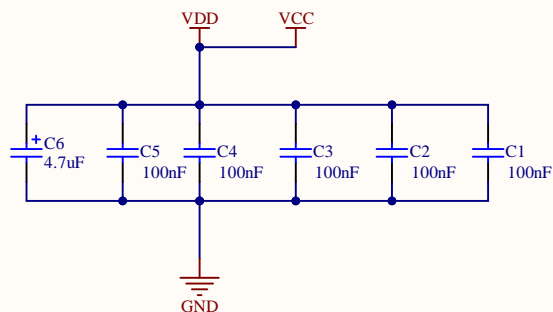 VDD VCC
C6 C5 C4 C3 C2 C1
+
4.7uF 100nF 100nF 100nF 100nF 100nF
GND